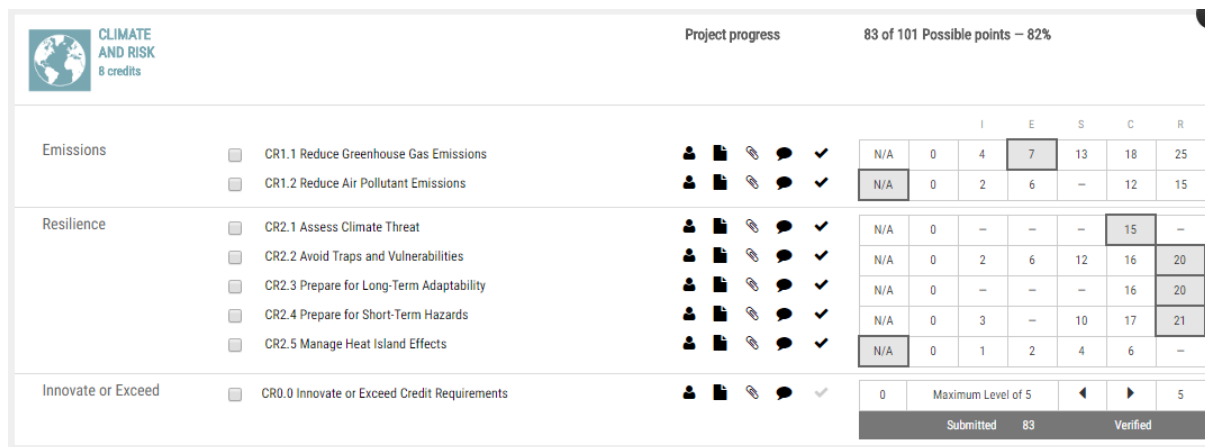 CLIMATE
AND RISK
8 credits
Project progress 83 of 101 Possible points – 82%
I E S C R
Emissions CR1.1 Reduce Greenhouse Gas Emissions N/A 0 4 7 13 18 25
CR1.2 Reduce Air Pollutant Emissions N/A 0 2 6 – 12 15
Resilience CR2.1 Assess Climate Threat N/A 0 – – – 15 –
CR2.2 Avoid Traps and Vulnerabilities N/A 0 2 6 12 16 20
CR2.3 Prepare for Long-Term Adaptability N/A 0 – – – 16 20
CR2.4 Prepare for Short-Term Hazards N/A 0 3 – 10 17 21
CR2.5 Manage Heat Island Effects N/A 0 1 2 4 6 –
Innovate or Exceed CR0.0 Innovate or Exceed Credit Requirements 0 Maximum Level of 5 5
Submitted 83 Verified